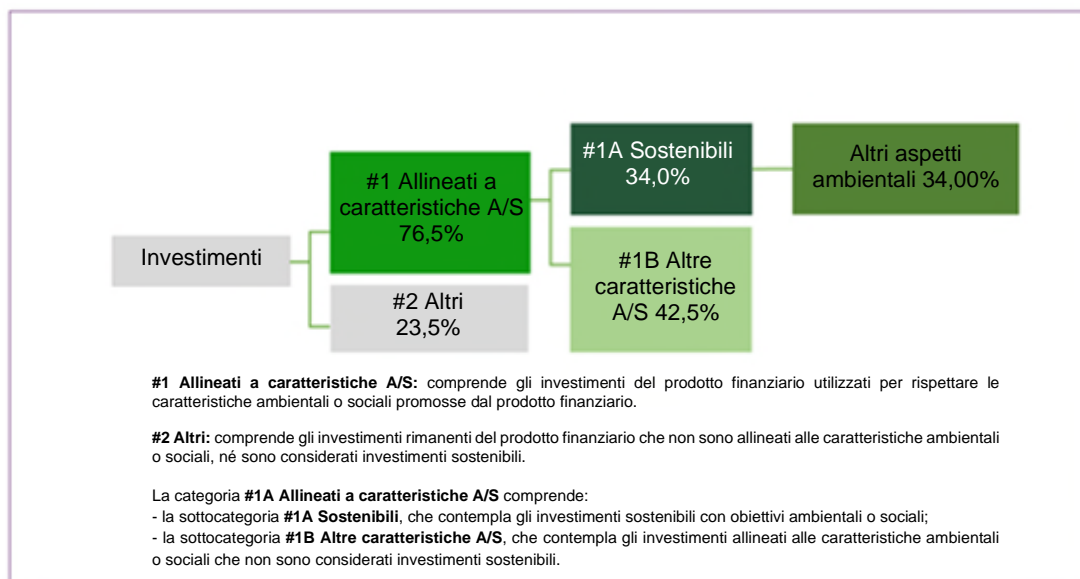 Investimenti
#1 Allineati a
caratteristiche A/S
76,5%
#2 Altri
23,5%
#1A Sostenibili
34,0%
#1B Altre
caratteristiche
A/S 42,5%
Altri aspetti
ambientali 34,00%
#1 Allineati a caratteristiche A/S: comprende gli investimenti del prodotto finanziario utilizzati per rispettare le
caratteristiche ambientali o sociali promosse dal prodotto finanziario.
#2 Altri: comprende gli investimenti rimanenti del prodotto finanziario che non sono allineati alle caratteristiche ambientali
o sociali, né sono considerati investimenti sostenibili.
La categoria #1A Allineati a caratteristiche A/S comprende:
- la sottocategoria #1A Sostenibili, che contempla gli investimenti sostenibili con obiettivi ambientali o sociali;
- la sottocategoria #1B Altre caratteristiche A/S, che contempla gli investimenti allineati alle caratteristiche ambientali
o sociali che non sono considerati investimenti sostenibili.